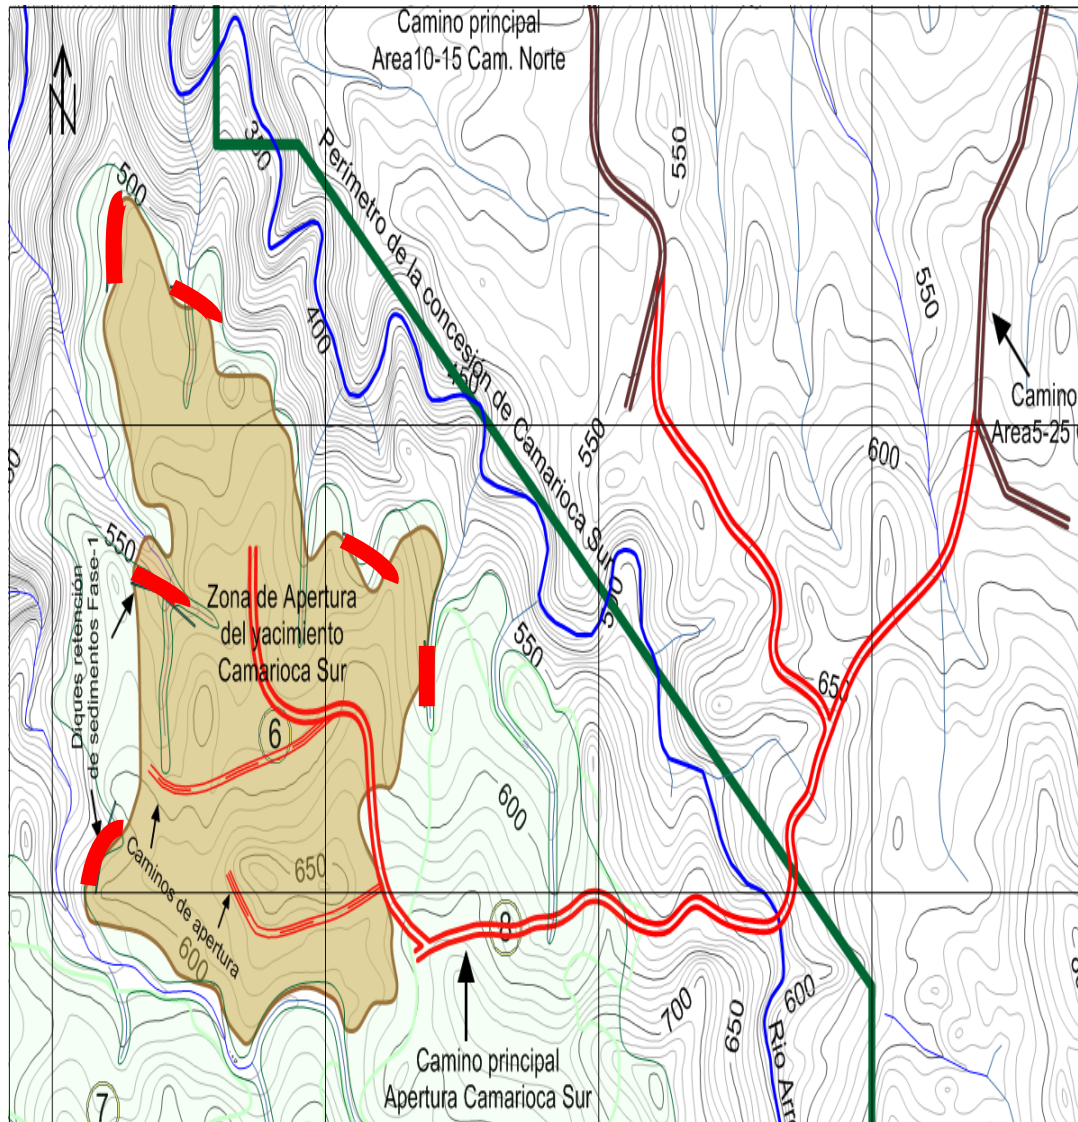 Camino principal
Area10-15 Cam. Norte
N
350
550
Perímetro de la concesión de Camarioca Sur
500
550
400
450
Camino
Area5-25
550
600
550
Diques retención
de sedimentos Fase-1
Zona de Apertura
del yacimiento
Camarioca Sur
500
550
650
6
600
Caminos de apertura
650
600
8
700
650
600
Rio Arr
Camino principal
Apertura Camarioca Sur
7